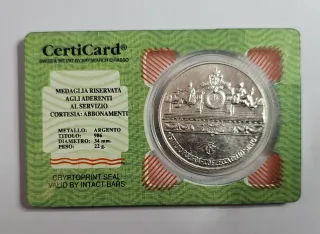 CertiCard®
MEDAGLIA RISERVATA
AGLI ADERENTI
AL SERVIZIO
CORTESIA: ABBONAMENTI
METALLO: ARGENTO
TITOLO: 986
DIAMETRO: 34 mm.
PESO: 22 g.
CRYPTOPRINT SEAL
VALID BY INTACT BARS